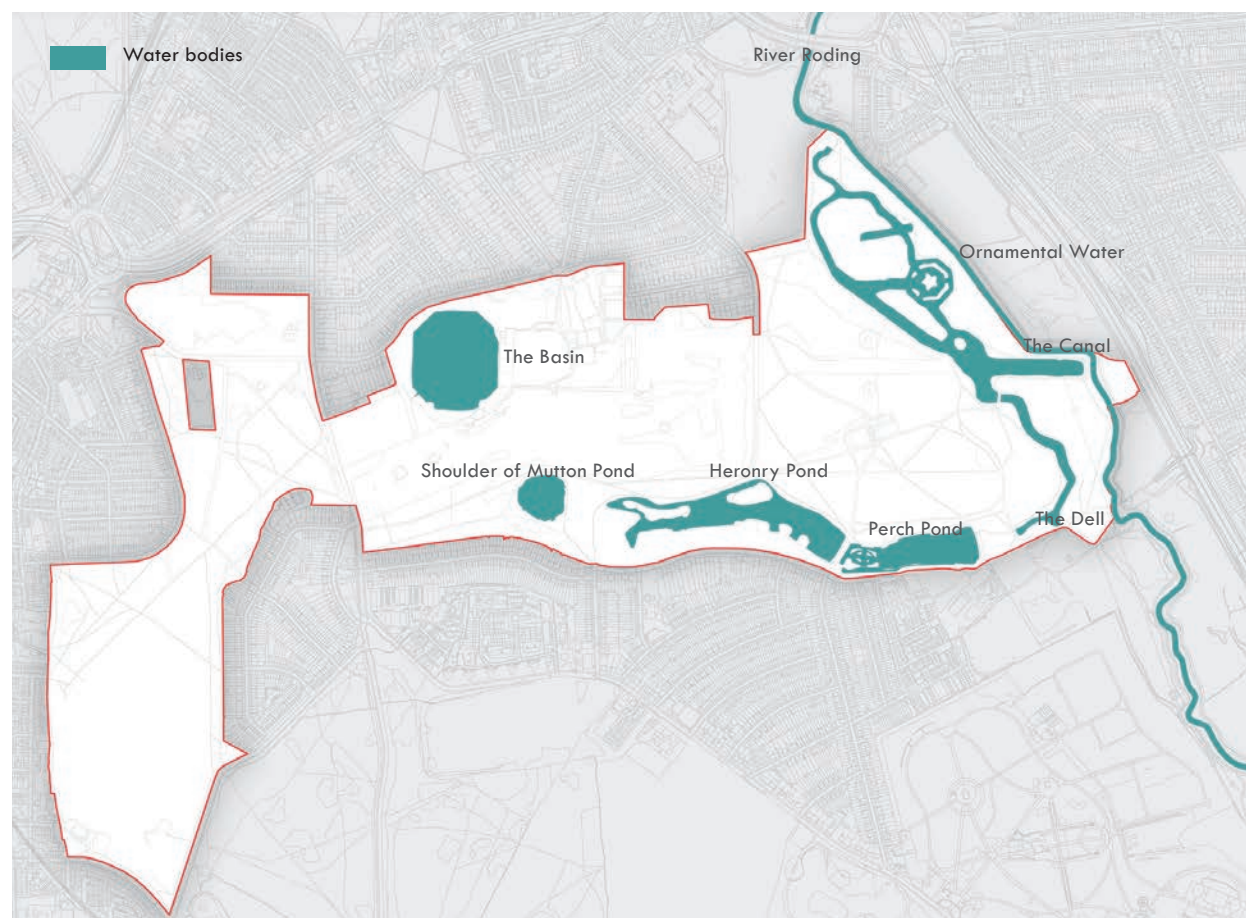 Water bodies
River Roding
Ornamental Water
The Canal
The Basin
Shoulder of Mutton Pond
Heronry Pond
The Dell
Perch Pond